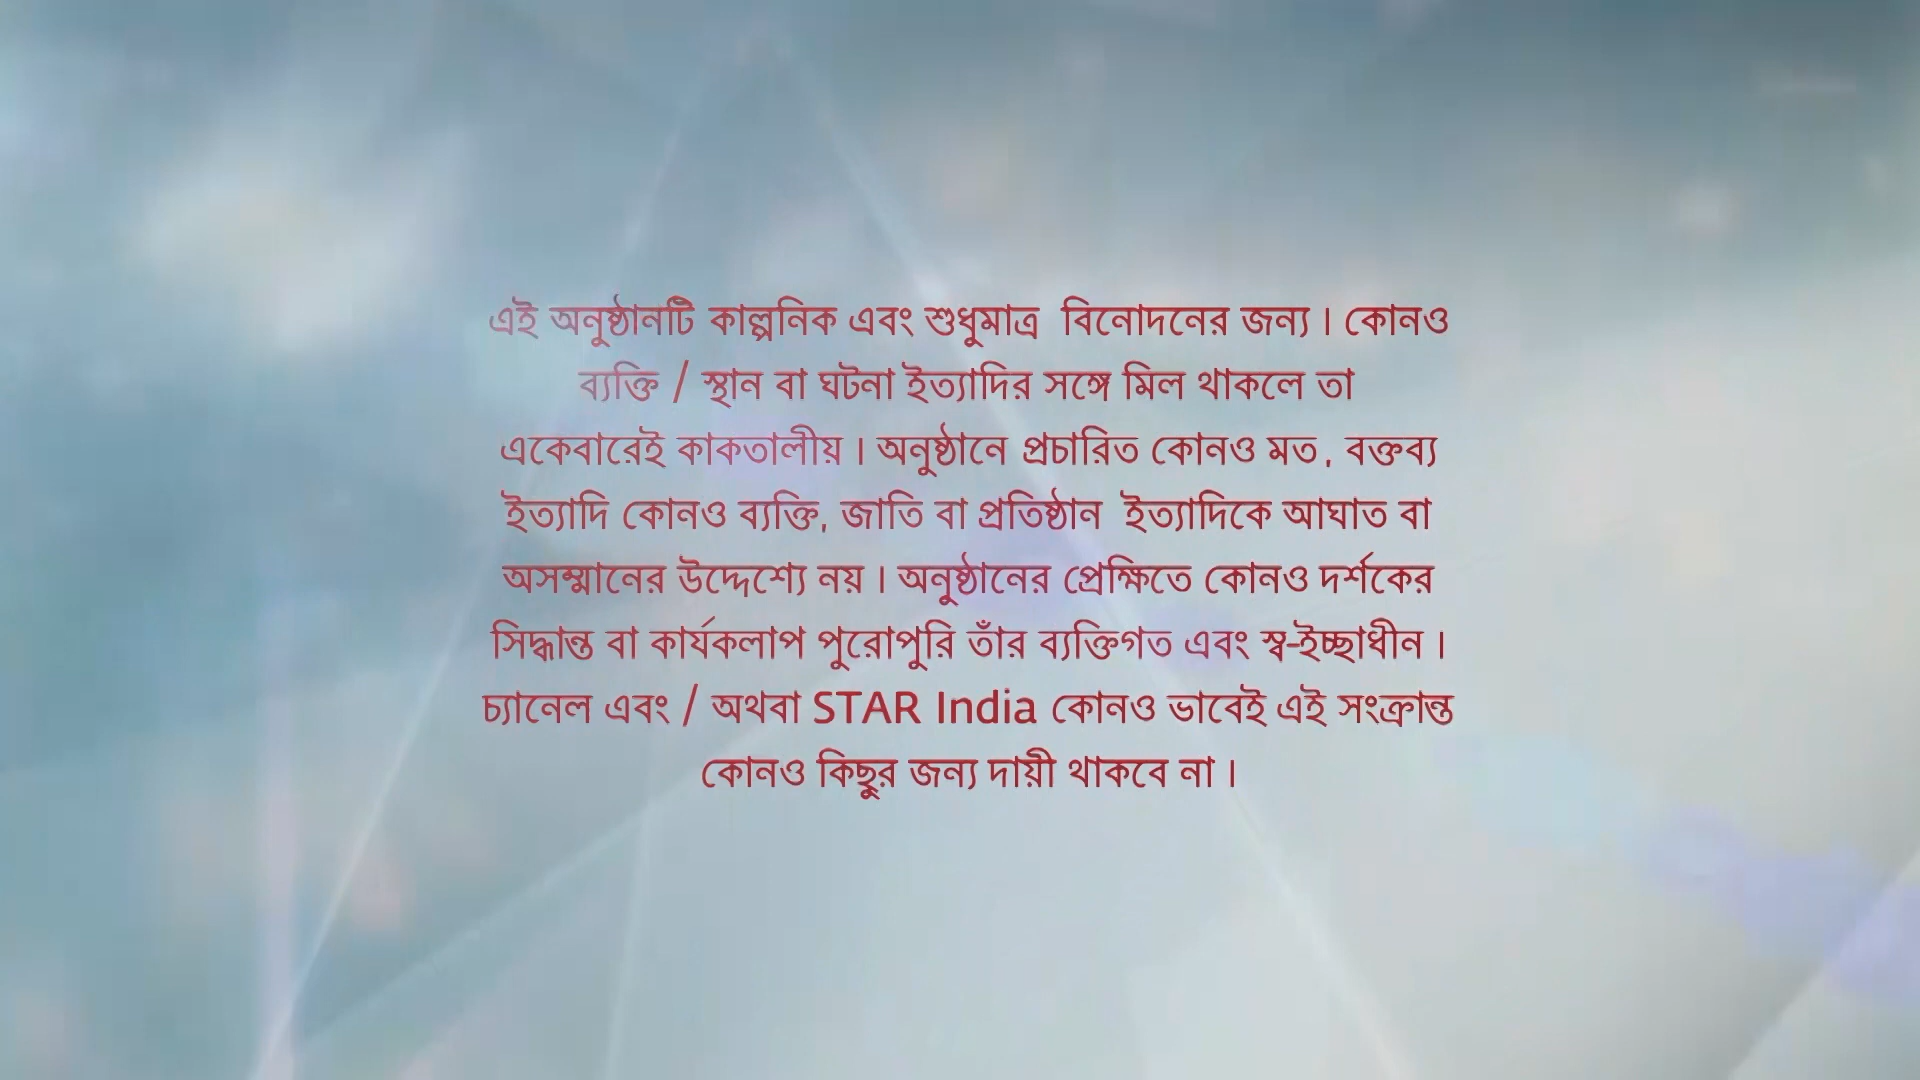 এই অনুষ্ঠানটি কাল্পনিক এবং শুধুমাত্র বিনোদনের জন্য। কোনও
ব্যক্তি / স্থান বা ঘটনা ইত্যাদির সঙ্গে মিল থাকলে তা
একেবারেই কাকতালীয়। অনুষ্ঠানে প্রচারিত কোনও মত, বক্তব্য
ইত্যাদি কোনও ব্যক্তি, জাতি বা প্রতিষ্ঠান ইত্যাদিকে আঘাত বা
অসম্মানের উদ্দেশ্যে নয়। অনুষ্ঠানের প্রেক্ষিতে কোনও দর্শকের
সিদ্ধান্ত বা কার্যকলাপ পুরোপুরি তাঁর ব্যক্তিগত এবং স্ব-ইচ্ছাধীন।
চ্যানেল এবং / অথবা STAR India কোনও ভাবেই এই সংক্রান্ত
কোনও কিছুর জন্য দায়ী থাকবে না।